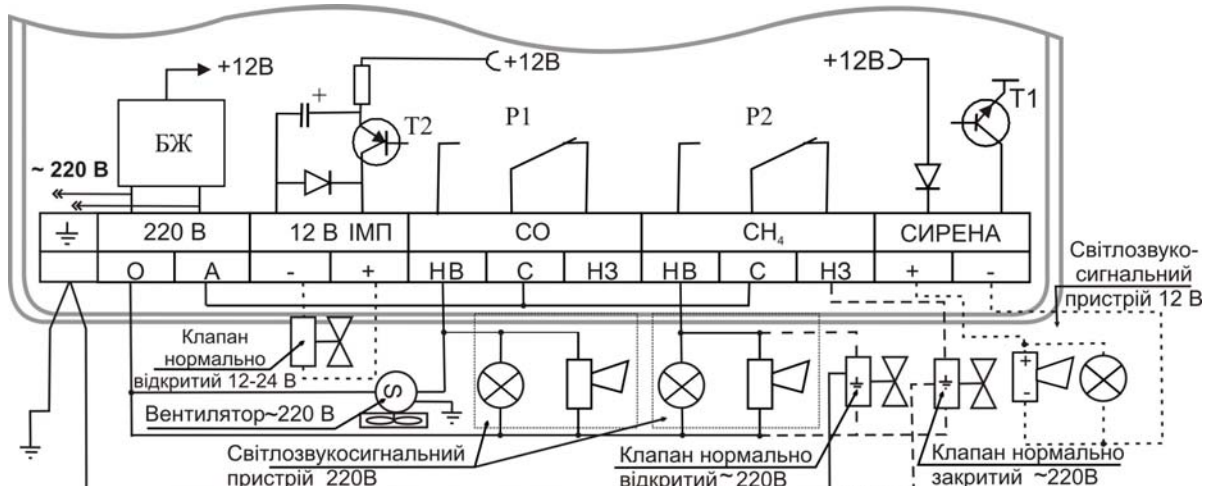 +12В
+12В
+12В
БЖ
+
T2
P1
P2
T1
~ 220 В
220 В
12 В ІМП
СО
СН₄
СИРЕНА
О
А
-
+
НВ
С
НЗ
НВ
С
НЗ
+
-
Світлозвуко-
сигнальний
пристрій 12 В
Клапан
нормально
відкритий 12-24 В
Вентилятор~220 В
S
+
-
Світлозвукосигнальний
пристрій 220В
Клапан нормально
відкритий ~220В
Клапан нормально
закритий ~220В